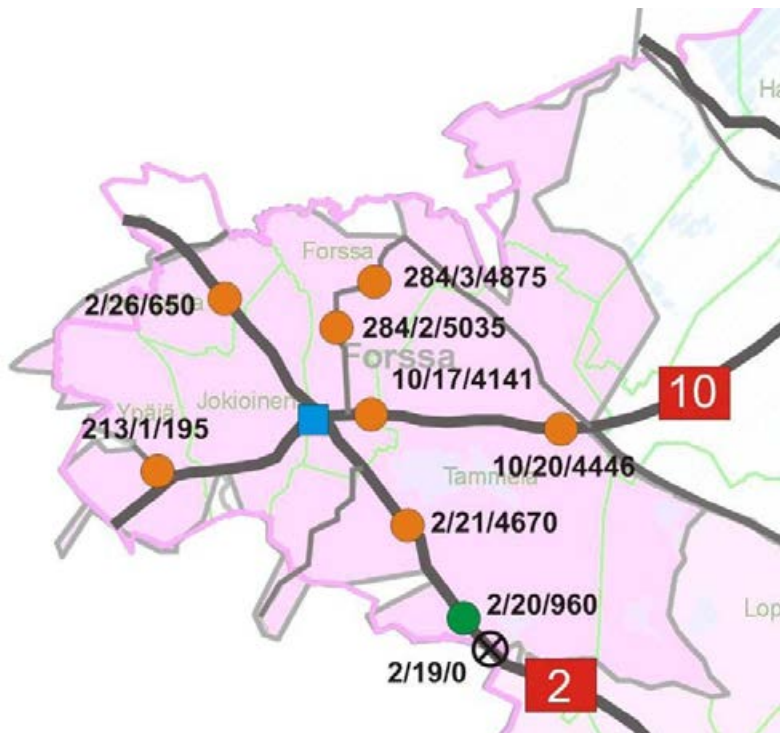 Ha
Forssa
284/3/4875
2/26/650
284/2/5035
Forssa
10/17/4141
10
Ypäjä
Jokioinen
213/1/195
10/20/4446
Tammela
2/21/4670
2/20/960
Lop
2/19/0
2